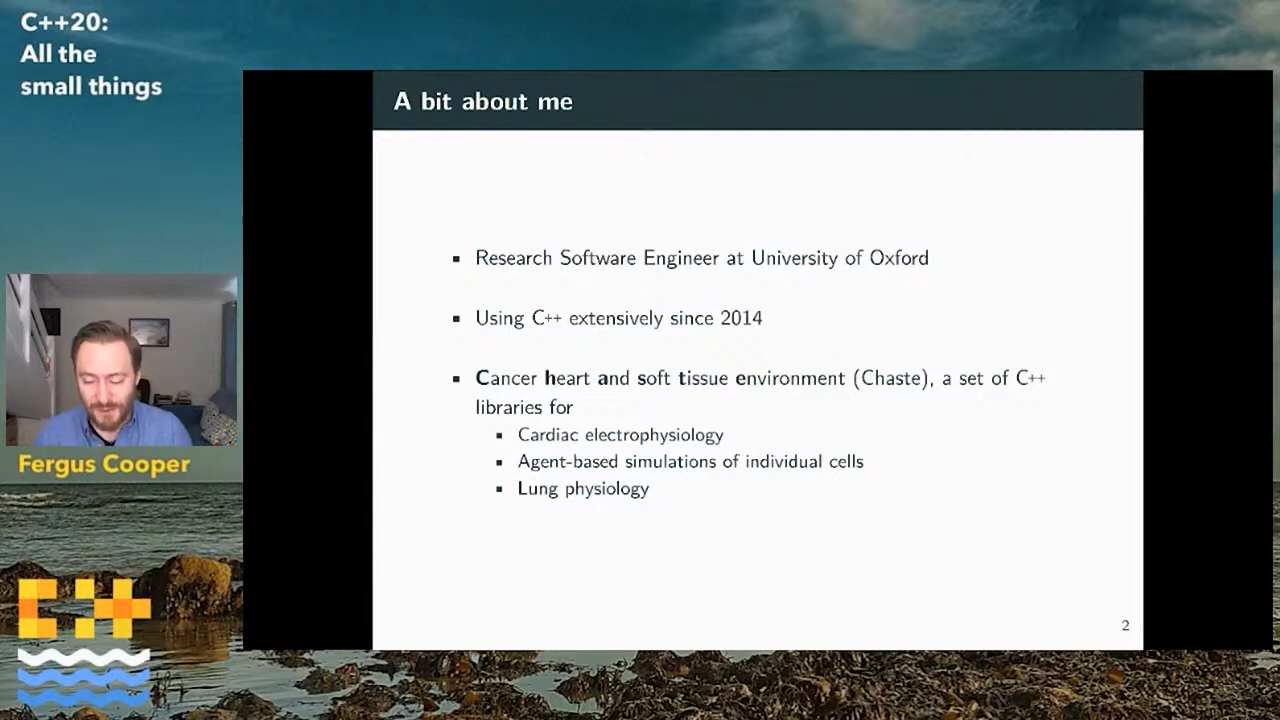 C++20:
All the
small things
A bit about me
▪ Research Software Engineer at University of Oxford
▪ Using C++ extensively since 2014
▪ Cancer heart and soft tissue environment (Chaste), a set of C++
libraries for
▪ Cardiac electrophysiology
▪ Agent-based simulations of individual cells
▪ Lung physiology
2
Fergus Cooper
C+